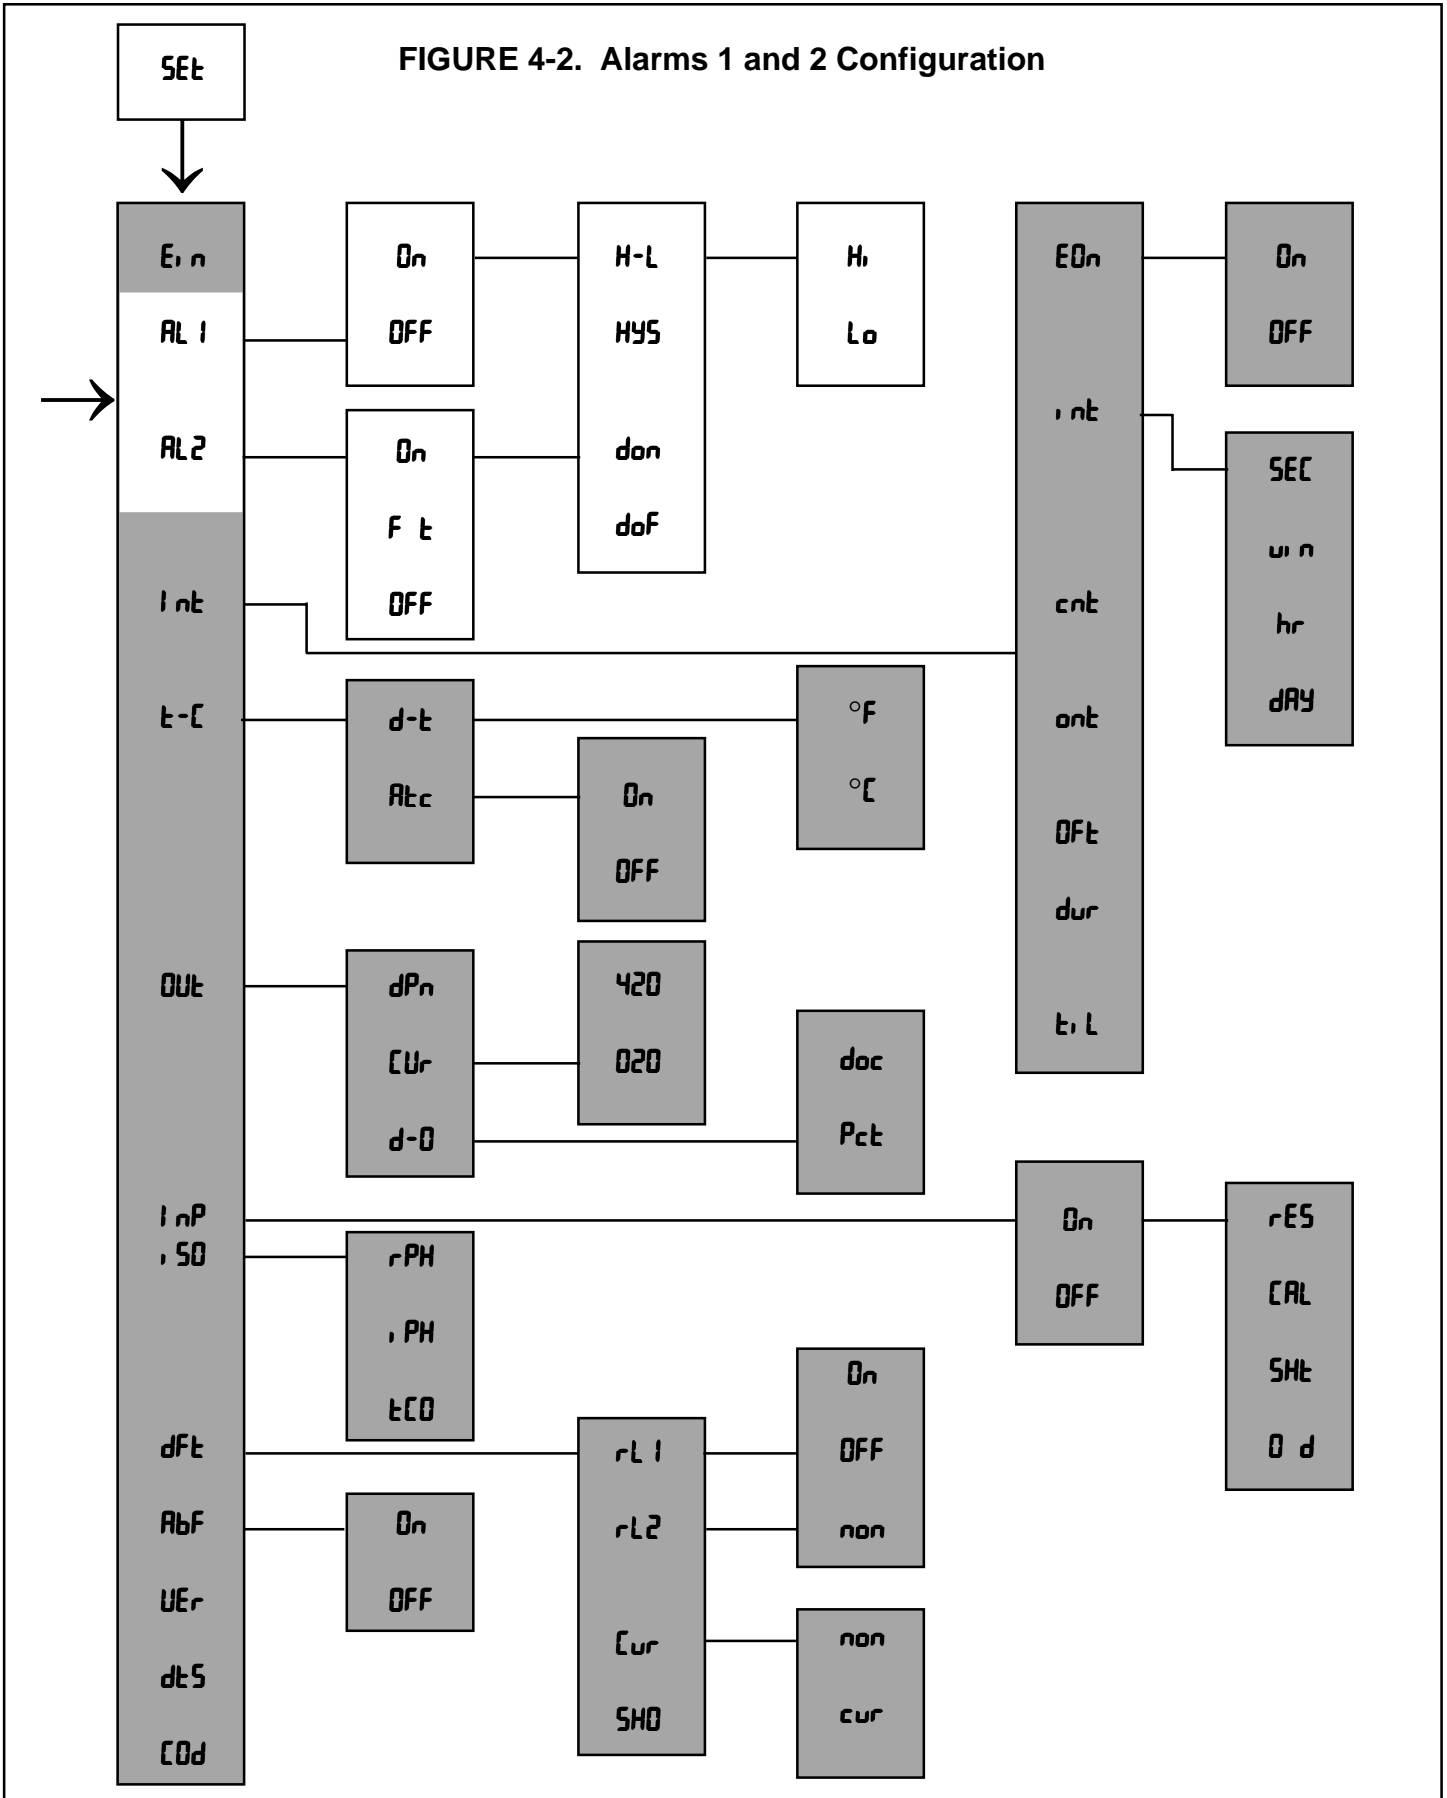 SEt
FIGURE 4-2. Alarms 1 and 2 Configuration
Ein
AL1
AL2
Int
t-C
OUt
InP
iSO
dFt
AbF
UEr
dtS
COd
On
OFF
On
F t
OFF
d-t
Atc
dPn
CUr
d-0
rPH
iPH
tCO
On
OFF
H-L
HYS
don
doF
On
OFF
420
020
rL1
rL2
Cur
SHO
Hi
Lo
°F
°C
doc
Pct
On
OFF
non
non
cur
EOn
int
cnt
ont
OFt
dur
tiL
On
OFF
On
OFF
SEC
uin
hr
dAY
rES
CAL
SHt
0 d